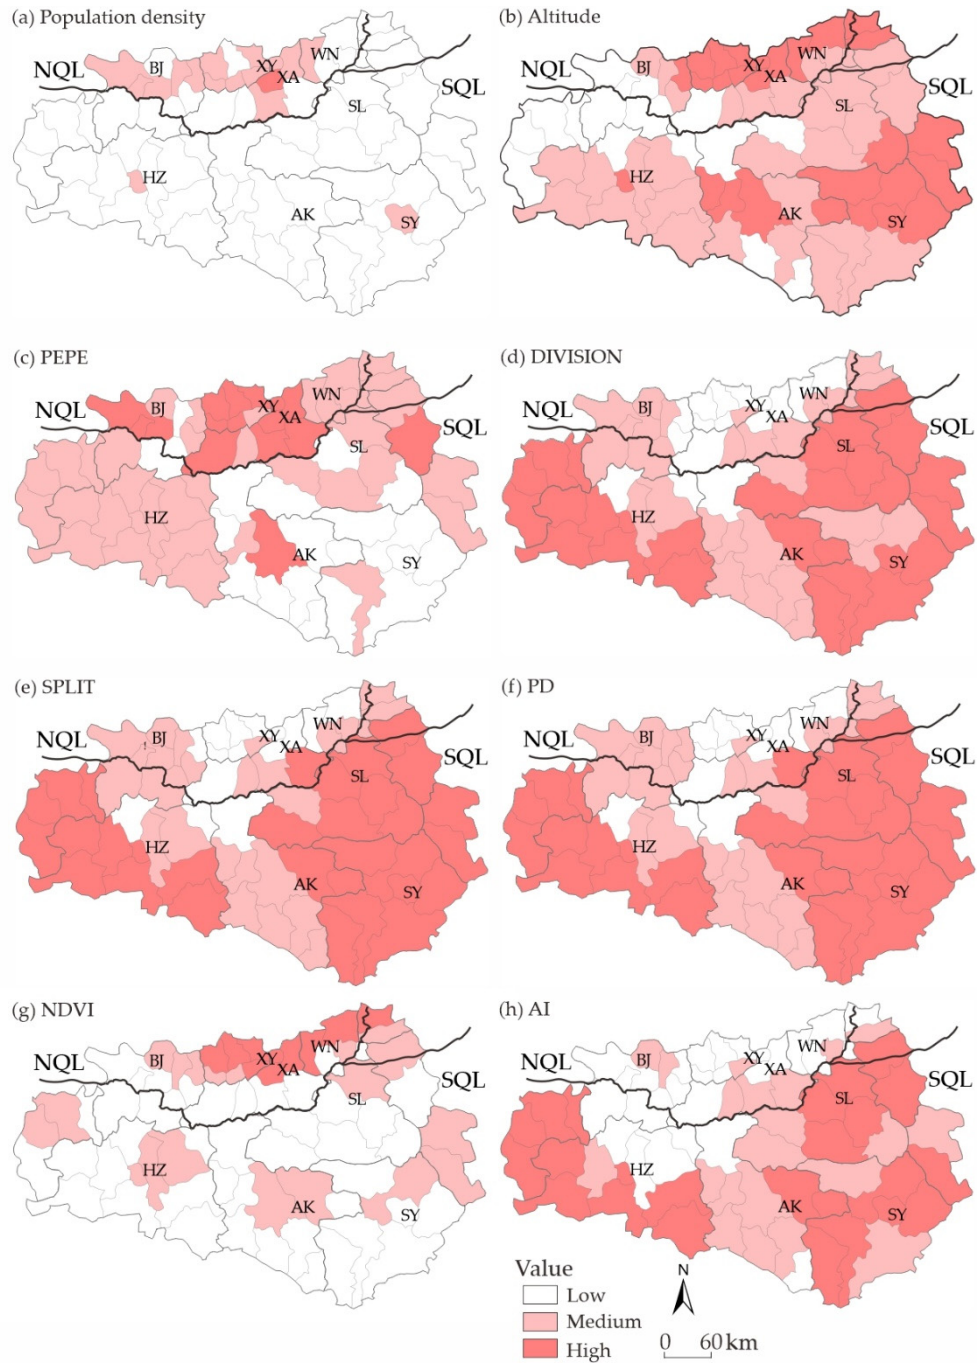 (a) Population density
NQL
BJ
XY
XA
WN
SQL
SL
HZ
AK
SY
(b) Altitude
NQL
BJ
XY
XA
WN
SQL
SL
HZ
AK
SY
(c) PEPE
NQL
BJ
XY
XA
WN
SQL
SL
HZ
AK
SY
(d) DIVISION
NQL
BJ
XY
XA
WN
SQL
SL
HZ
AK
SY
(e) SPLIT
NQL
BJ
XY
XA
WN
SQL
SL
HZ
AK
SY
(f) PD
NQL
BJ
XY
XA
WN
SQL
SL
HZ
AK
SY
(g) NDVI
NQL
BJ
XY
XA
WN
SQL
SL
HZ
AK
SY
(h) AI
NQL
BJ
XY
XA
WN
SQL
SL
HZ
AK
SY
Value
Low
Medium
High
N
0 60 km